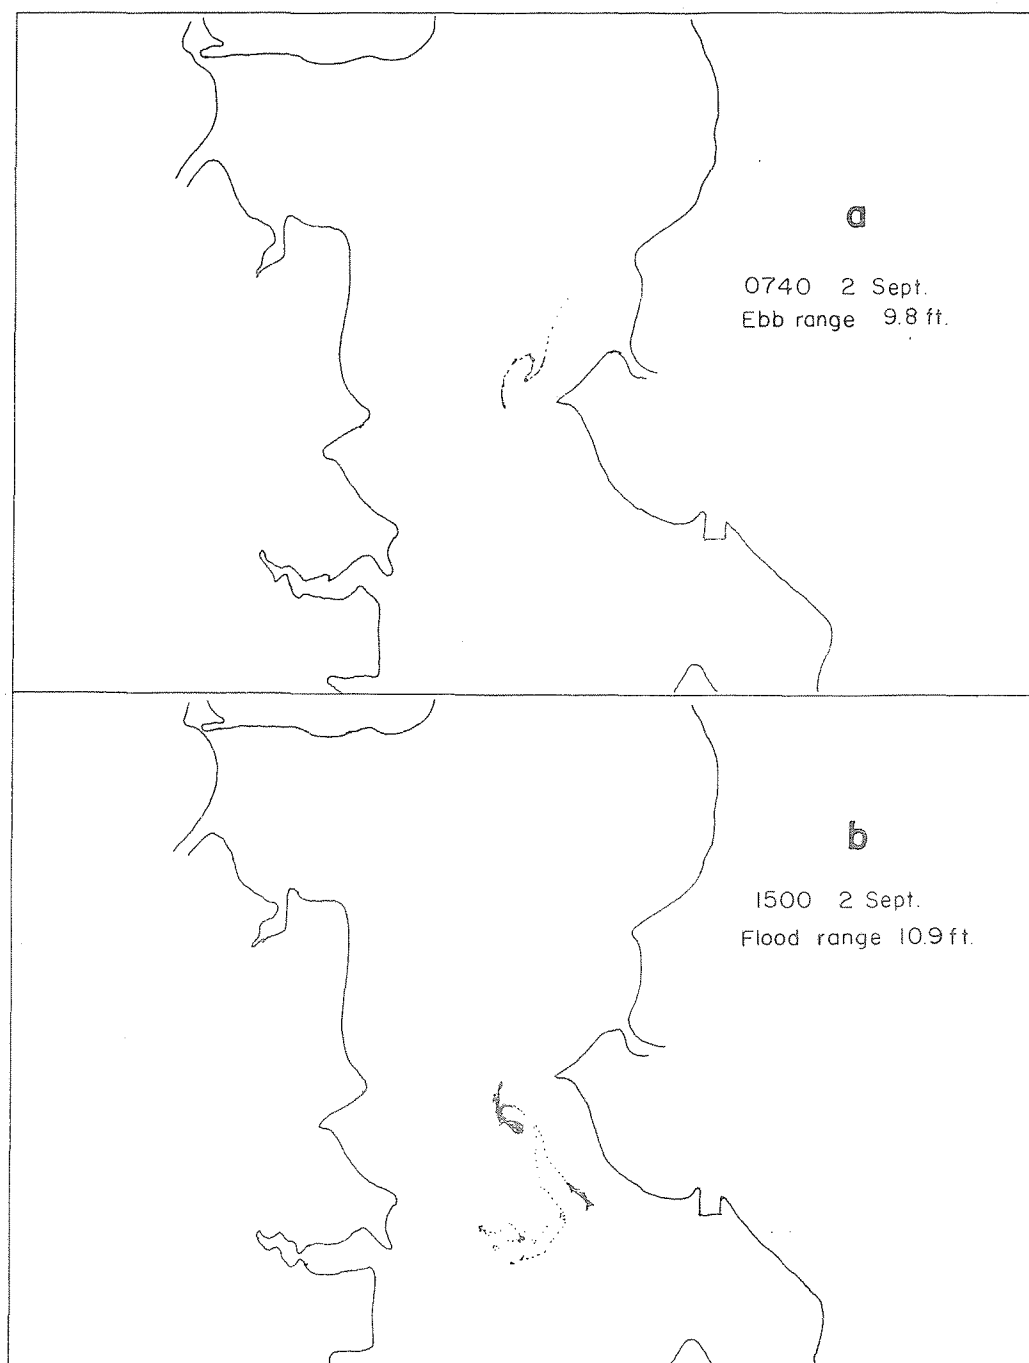 a
0740 2 Sept.
Ebb range 9.8 ft.
b
1500 2 Sept.
Flood range 10.9 ft.